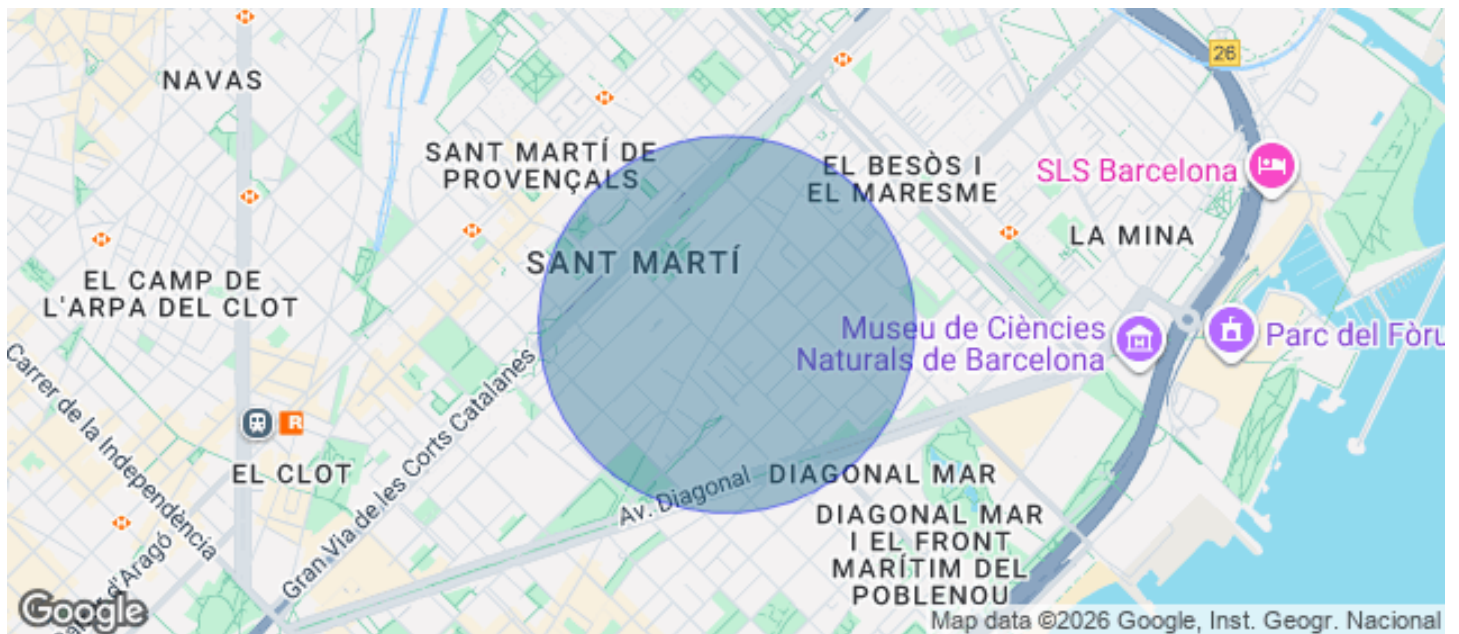 26
NAVAS
SANT MARTÍ DE
PROVENÇALS
EL BESÒS I
EL MARESME
SLS Barcelona
LA MINA
SANT MARTÍ
EL CAMP DE
L'ARPA DEL CLOT
Museu de Ciències
Naturals de Barcelona
Parc del Fòru
Carrer de la Independència
Gran Via de les Corts Catalanes
R
EL CLOT
Av. Diagonal
DIAGONAL MAR
DIAGONAL MAR
I EL FRONT
MARÍTIM DEL
POBLENOU
d'Aragó
Google
Map data ©2026 Google, Inst. Geogr. Nacional